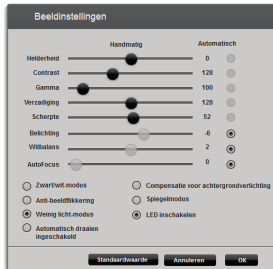 Beeldinstellingen
Handmatig Automatisch
Helderheid 0
Contrast 128
Gamma 100
Verzadiging 128
Scherpte 52
Belichting -6
Witbalans 2
AutoFocus 0
Zwart/wit-modus Compensatie voor achtergrondverlichting
Anti-beeldflikkering Spiegelmodus
Weinig licht-modus LED inschakelen
Automatisch draaien
ingeschakeld
Standaardwaarde Annuleren OK